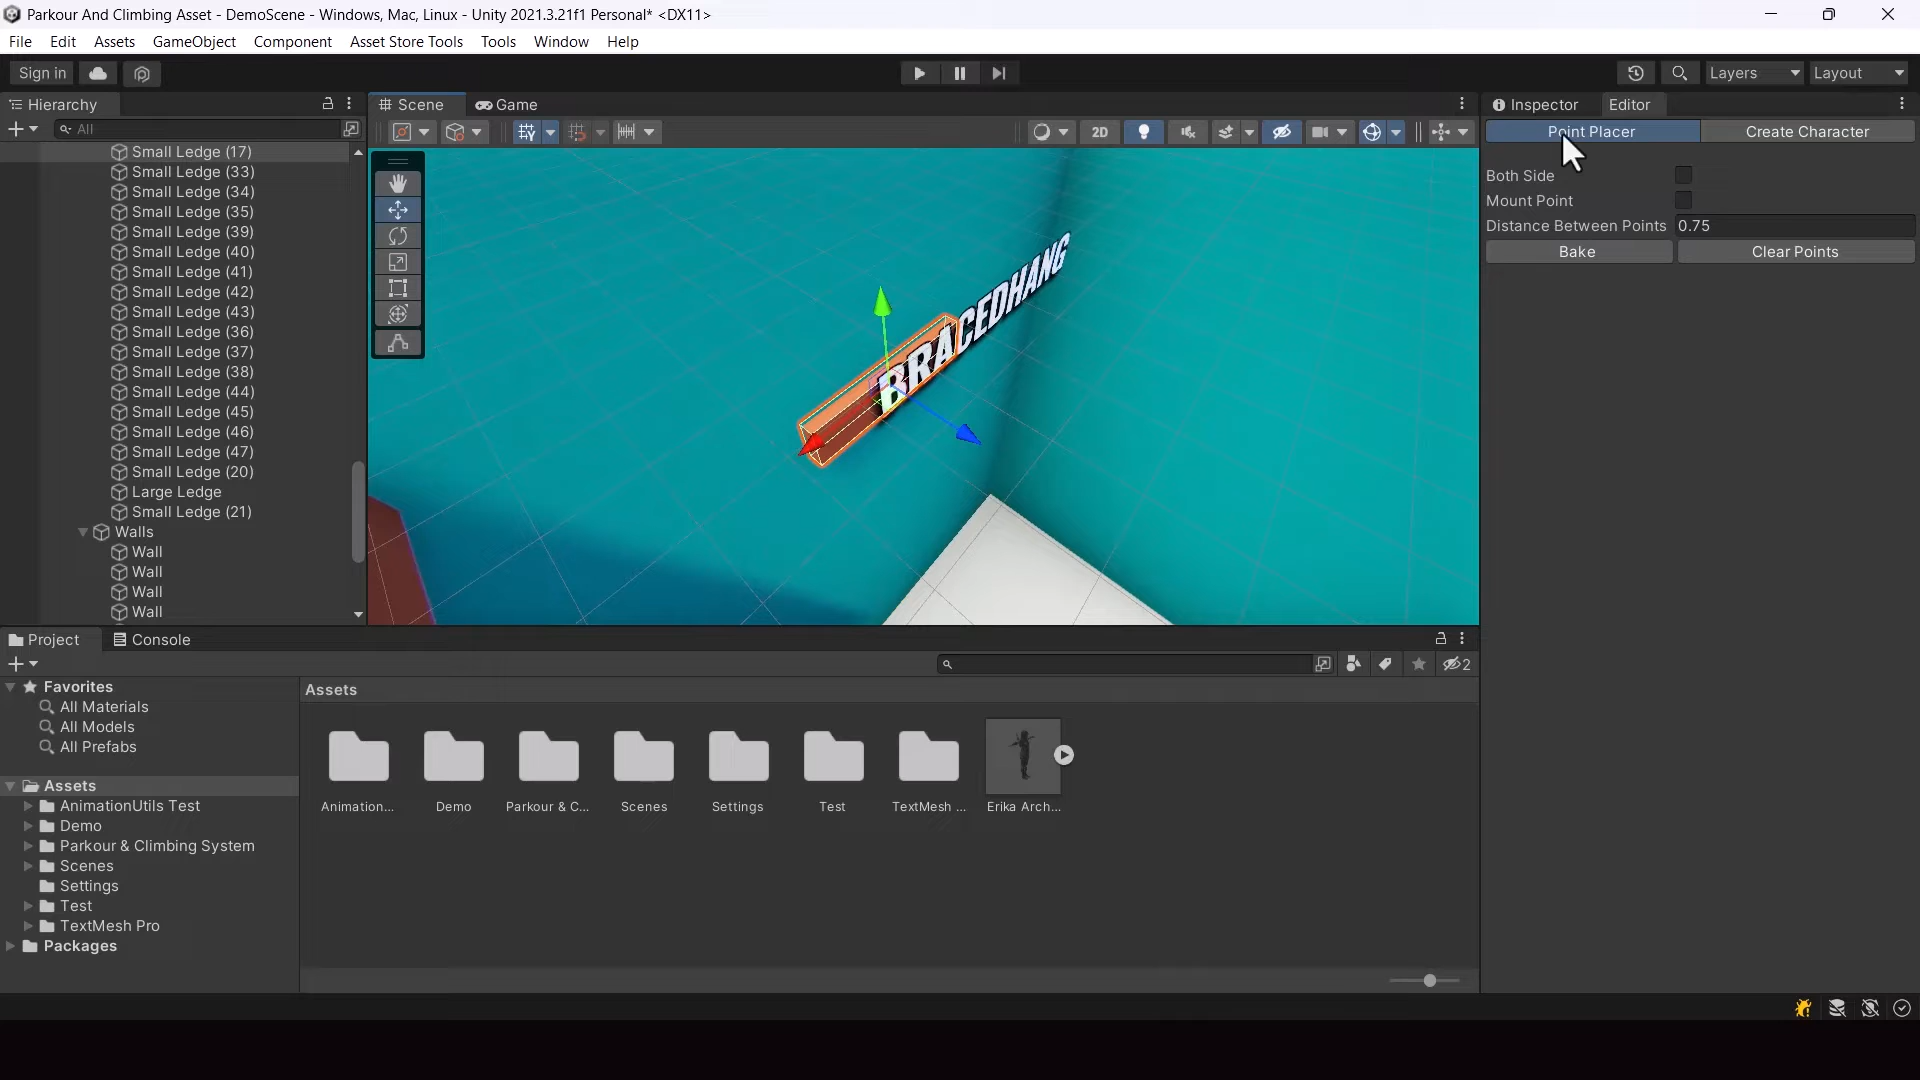 Parkour And Climbing Asset - DemoScene - Windows, Mac, Linux - Unity 2021.3.21f1 Personal* <DX11>
File Edit Assets GameObject Component Asset Store Tools Tools Window Help
Sign in Layers Layout
Hierarchy Scene Game Inspector Editor
All 2D Point Placer Create Character
Small Ledge (17)
Small Ledge (33)
Small Ledge (34)
Small Ledge (35)
Small Ledge (39)
Small Ledge (40)
Small Ledge (41)
Small Ledge (42)
Small Ledge (43)
Small Ledge (36)
Small Ledge (37)
Small Ledge (38)
Small Ledge (44)
Small Ledge (45)
Small Ledge (46)
Small Ledge (47)
Small Ledge (20)
Large Ledge
Small Ledge (21)
Walls
Wall
Wall
Wall
Wall
BRACEDHANG
Both Side
Mount Point
Distance Between Points 0.75
Bake Clear Points
Project Console
2
Favorites
All Materials
All Models
All Prefabs
Assets
AnimationUtils Test
Demo
Parkour & Climbing System
Scenes
Settings
Test
TextMesh Pro
Packages
Assets
Animation... Demo Parkour & C... Scenes Settings Test TextMesh ... Erika Arch...